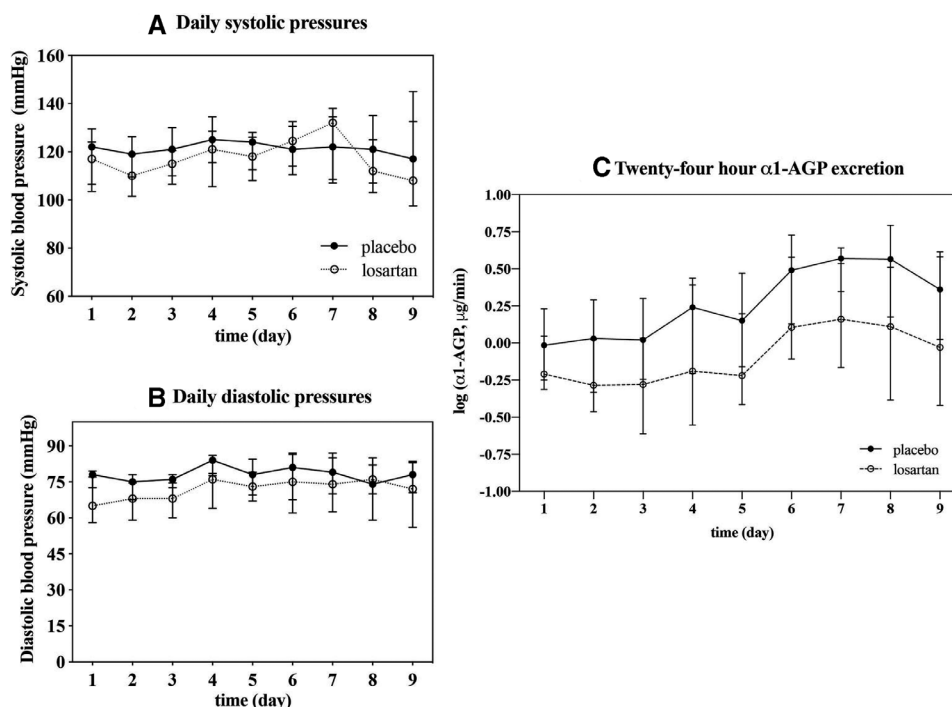 A Daily systolic pressures
Systolic blood pressure (mmHg)
160
140
120
100
80
60
placebo
losartan
1 2 3 4 5 6 7 8 9
time (day)
B Daily diastolic pressures
Diastolic blood pressure (mmHg)
90
75
60
45
30
15
0
1 2 3 4 5 6 7 8 9
time (day)
C Twenty-four hour α1-AGP excretion
log (α1-AGP, µg/min)
1.00
0.75
0.50
0.25
0.00
-0.25
-0.50
-0.75
-1.00
placebo
losartan
1 2 3 4 5 6 7 8 9
time (day)